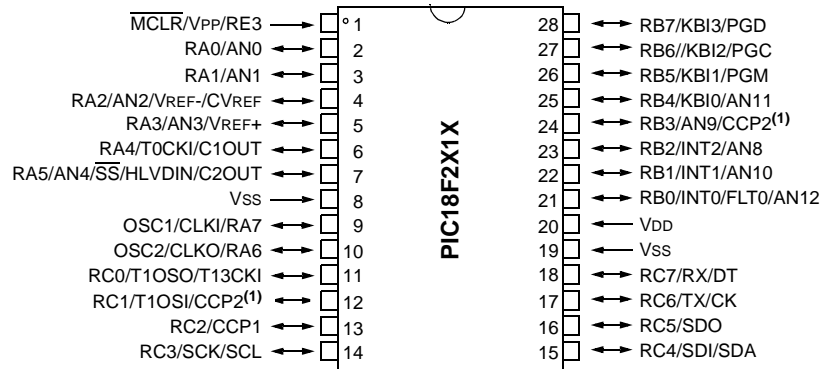 MCLR/VPP/RE3 1
RA0/AN0 2
RA1/AN1 3
RA2/AN2/VREF-/CVREF 4
RA3/AN3/VREF+ 5
RA4/T0CKI/C1OUT 6
RA5/AN4/SS/HLVDIN/C2OUT 7
VSS 8
OSC1/CLKI/RA7 9
OSC2/CLKO/RA6 10
RC0/T1OSO/T13CKI 11
RC1/T1OSI/CCP2(1) 12
RC2/CCP1 13
RC3/SCK/SCL 14
PIC18F2X1X
28 RB7/KBI3/PGD
27 RB6//KBI2/PGC
26 RB5/KBI1/PGM
25 RB4/KBI0/AN11
24 RB3/AN9/CCP2(1)
23 RB2/INT2/AN8
22 RB1/INT1/AN10
21 RB0/INT0/FLT0/AN12
20 VDD
19 VSS
18 RC7/RX/DT
17 RC6/TX/CK
16 RC5/SDO
15 RC4/SDI/SDA